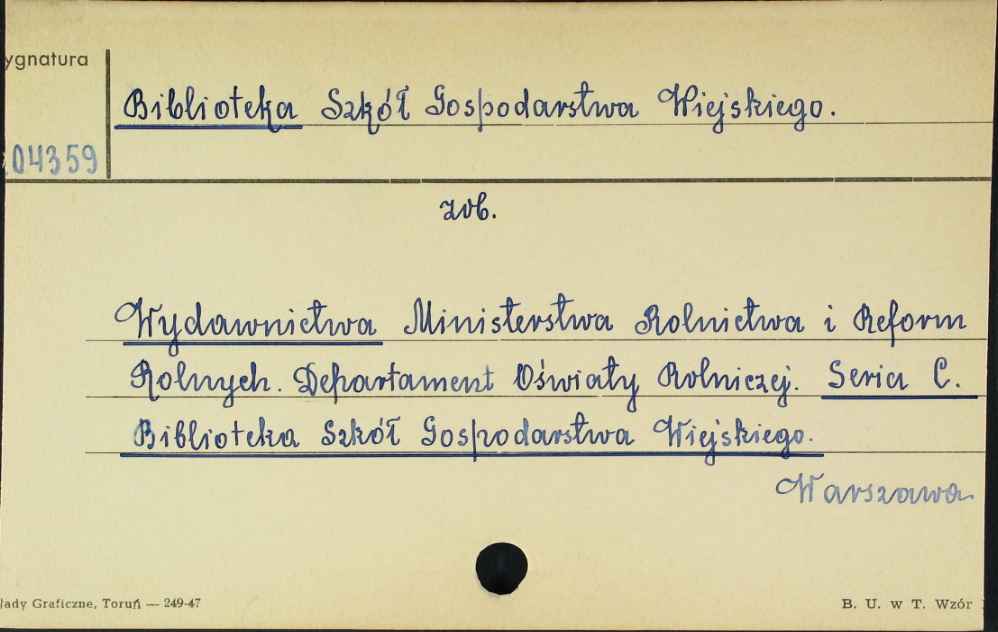 ygnatura
Biblioteka Szkół Gospodarstwa Wiejskiego.
04359
zob.
Wydawnictwa Ministerstwa Rolnictwa i Reform
Rolnych. Departament Oświaty Rolniczej. Seria C.
Biblioteka Szkół Gospodarstwa Wiejskiego.
Warszawa.
łady Graficzne, Toruń — 249-47
B. U. w T. Wzór